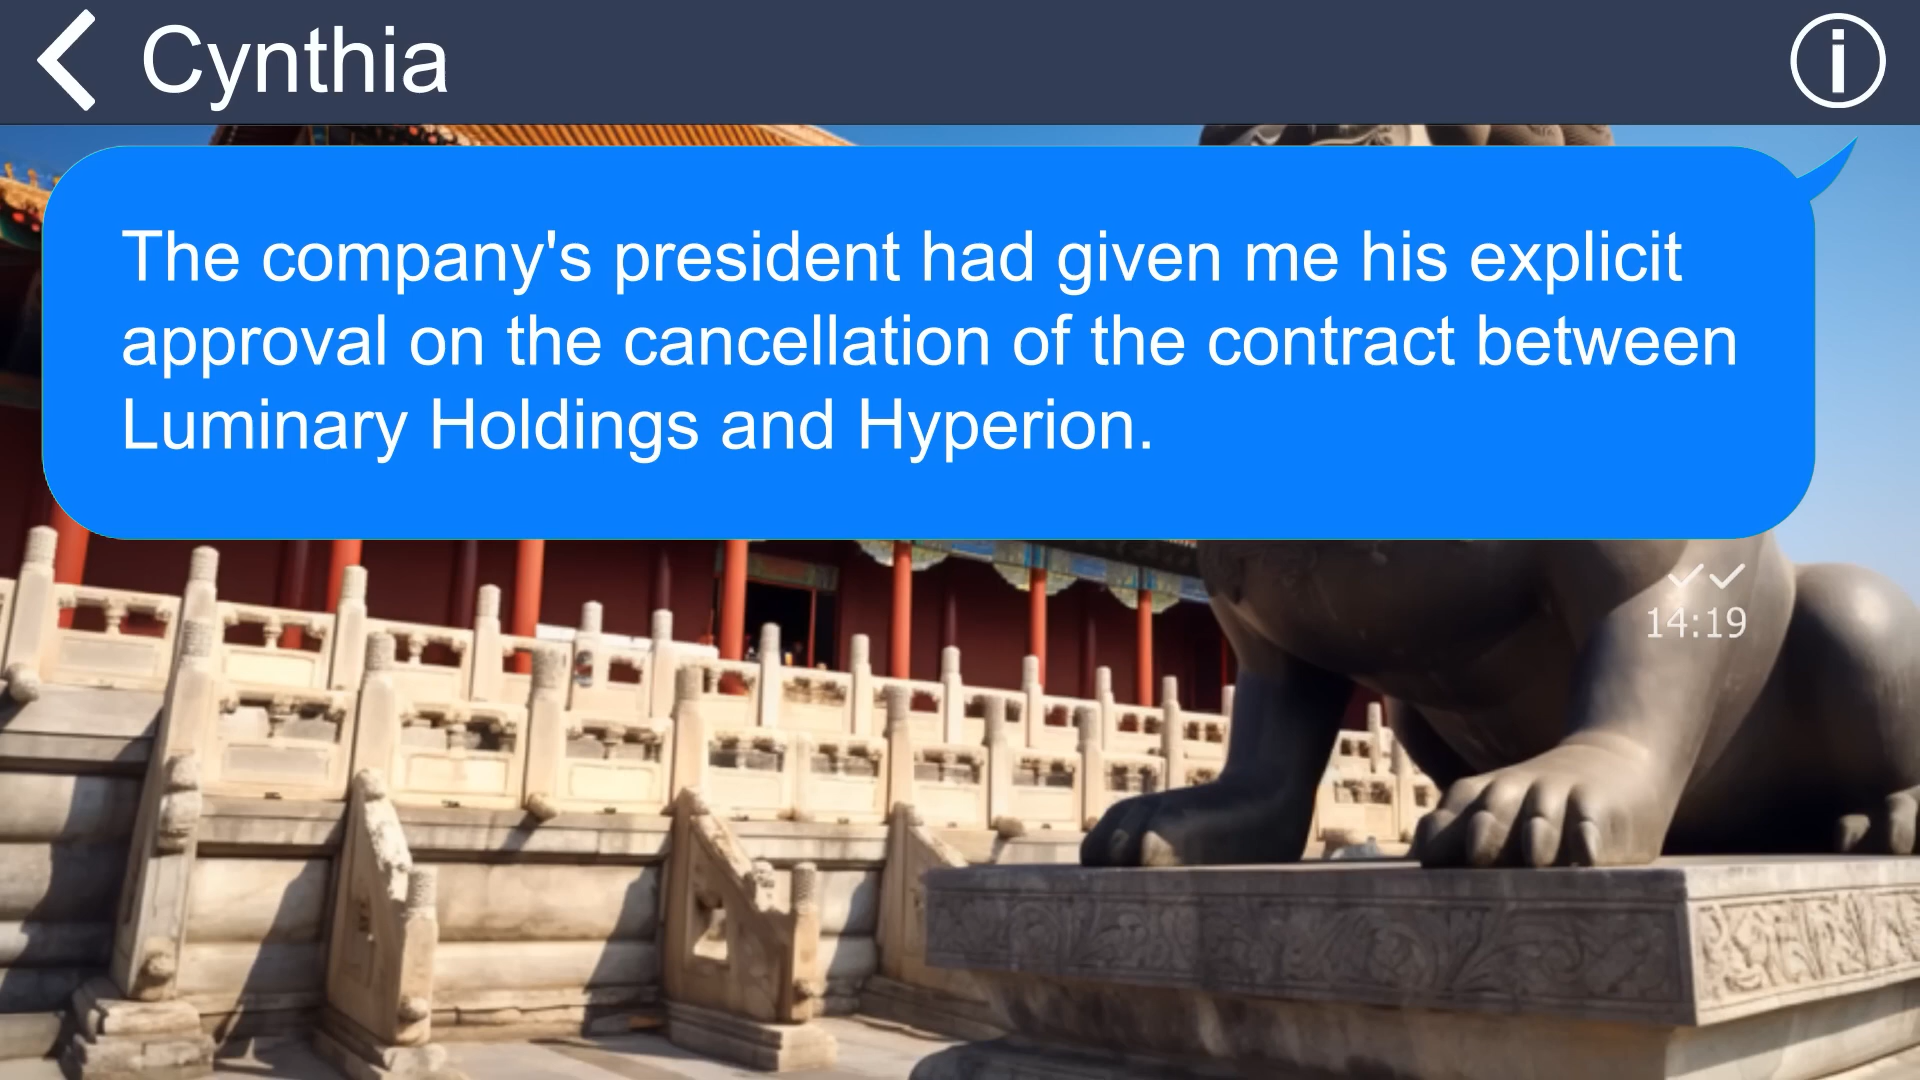 Cynthia
The company's president had given me his explicit
approval on the cancellation of the contract between
Luminary Holdings and Hyperion.
14:19